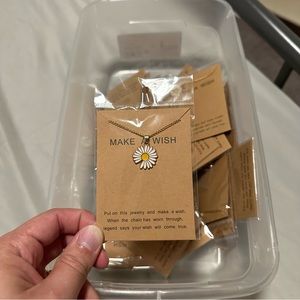 MAKE A WISH
Put on this jewelry and make a wish.
When the chain has worn through,
legend says your wish will come true.